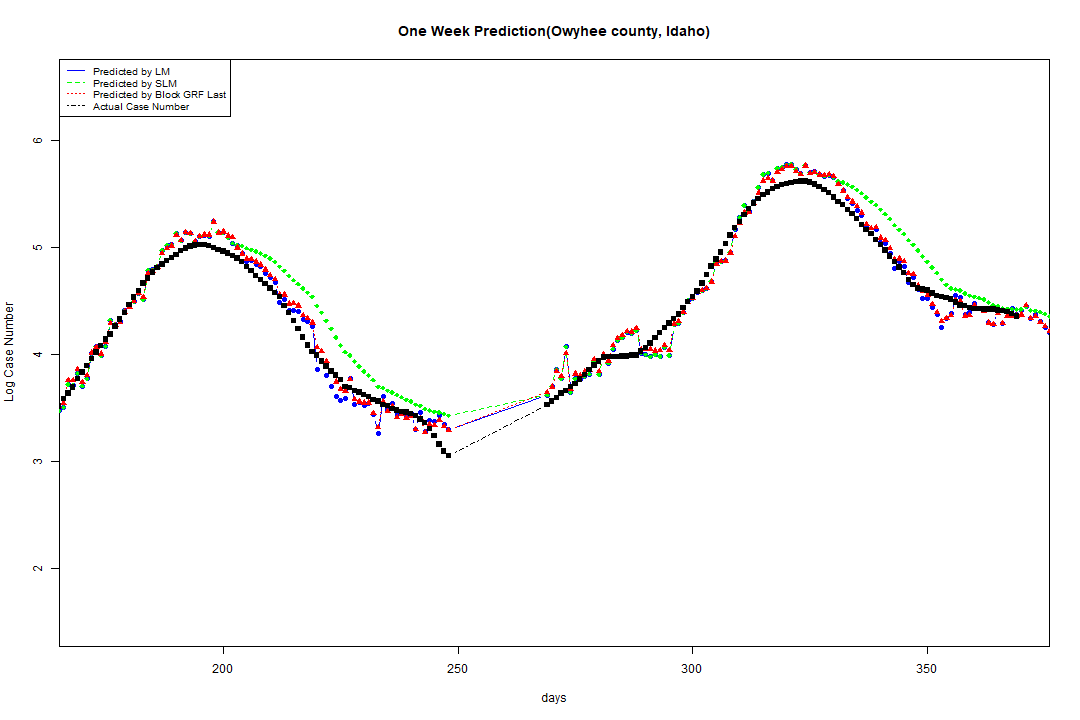 One Week Prediction(Owyhee county, Idaho)
Predicted by LM
Predicted by SLM
Predicted by Block GRF Last
Actual Case Number
Log Case Number
6
5
4
3
2
200
250
300
350
days